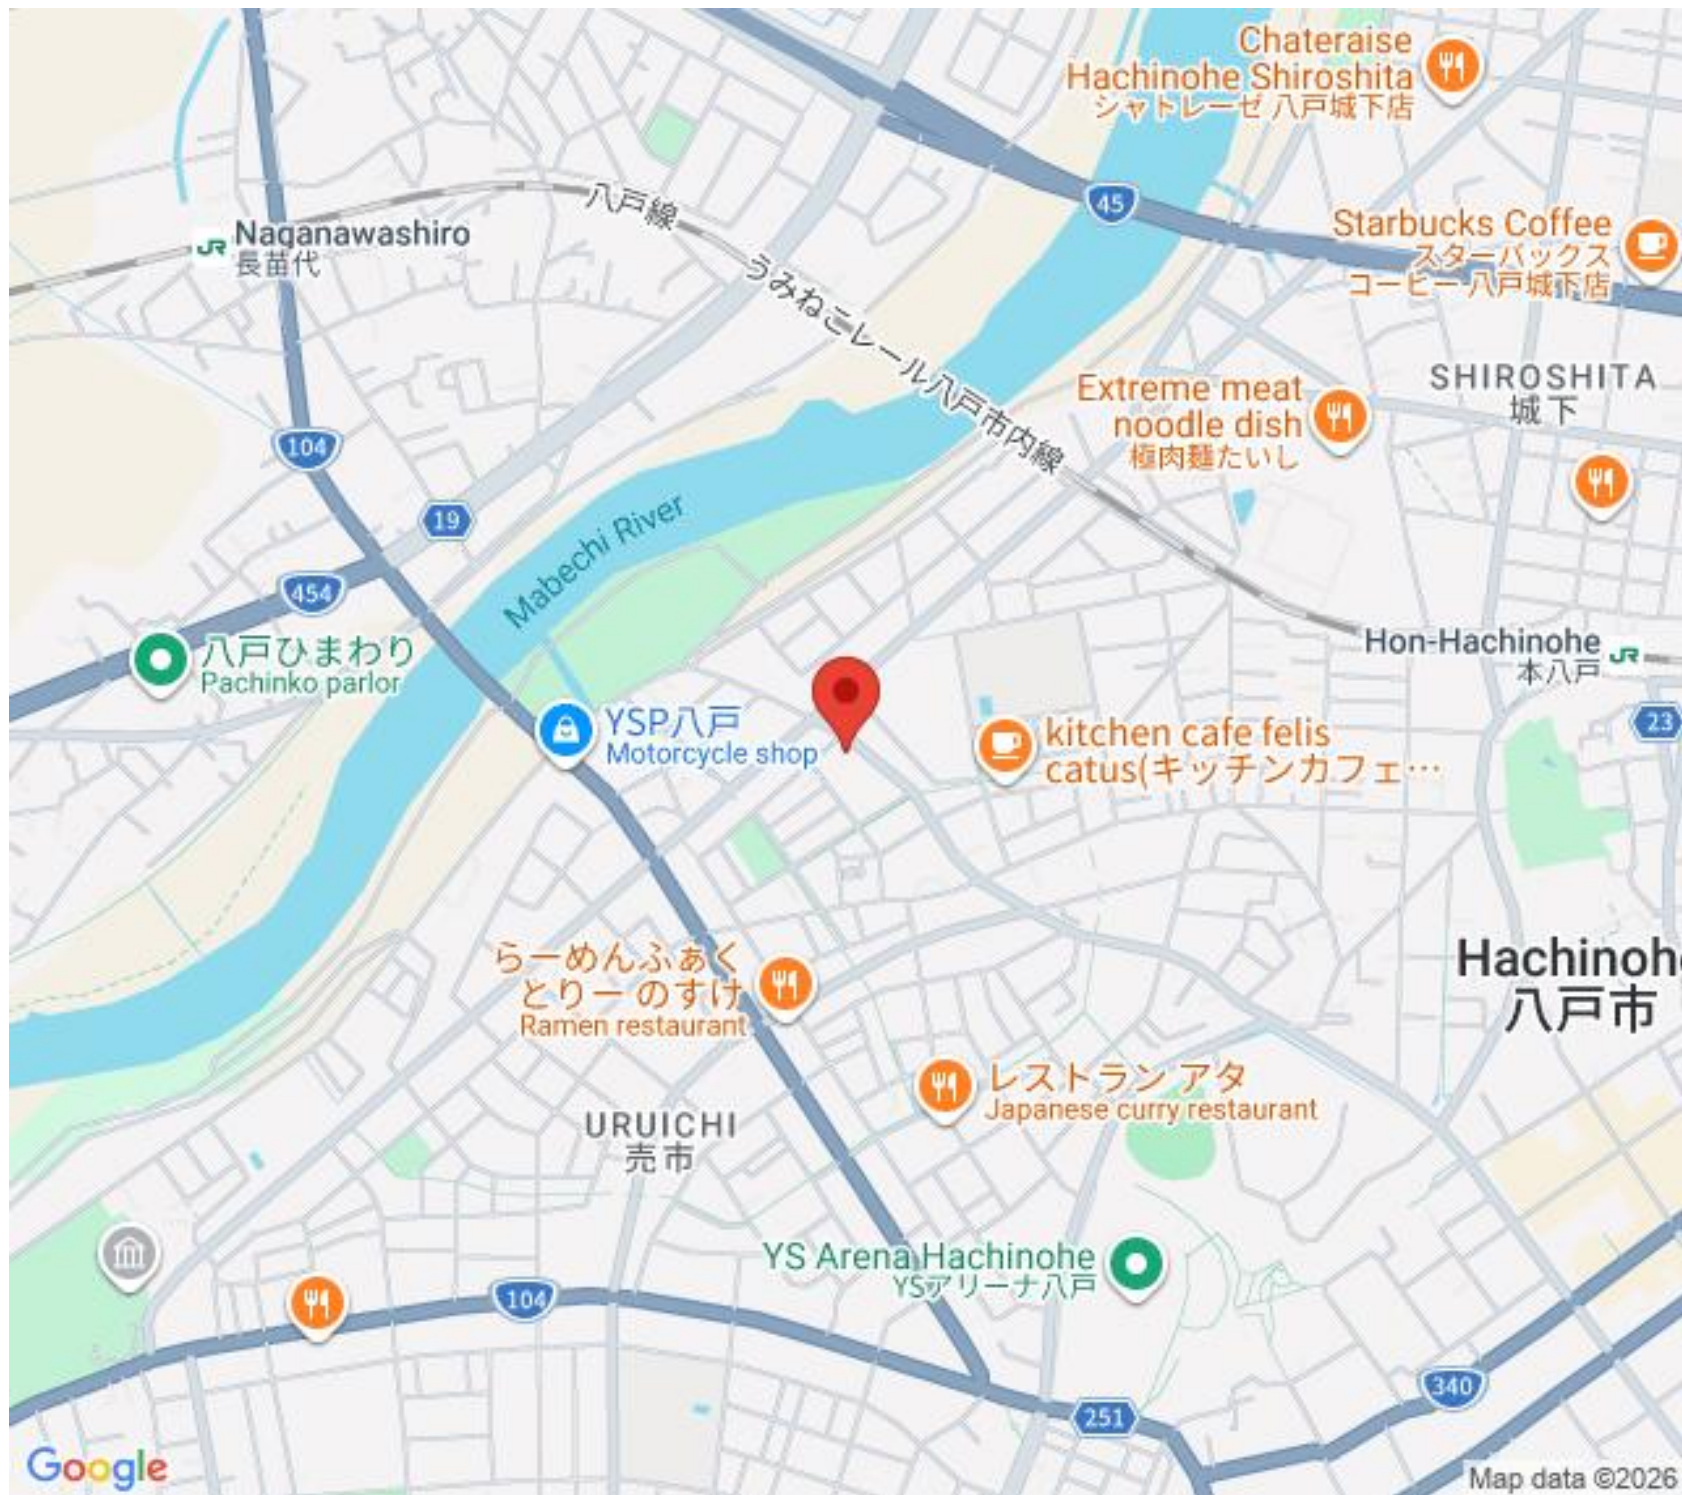 Chateraise
Hachinohe Shiroshita
シャトレーゼ 八戸城下店
45
八戸線
Naganawashiro
長苗代
うみねこレール八戸市内線
Starbucks Coffee
スターバックス
コーヒー 八戸城下店
SHIROSHITA
城下
Extreme meat
noodle dish
極肉麺たいし
104
19
Mabechi River
454
八戸ひまわり
Pachinko parlor
Hon-Hachinohe
本八戸
23
YSP八戸
Motorcycle shop
kitchen cafe felis
catus(キッチンカフェ…
らーめんふぁく
とりー のすけ
Ramen restaurant
Hachinoh
八戸市
レストラン アタ
Japanese curry restaurant
URUICHI
売市
YS Arena Hachinohe
YSアリーナ八戸
104
340
251
Google
Map data ©2026